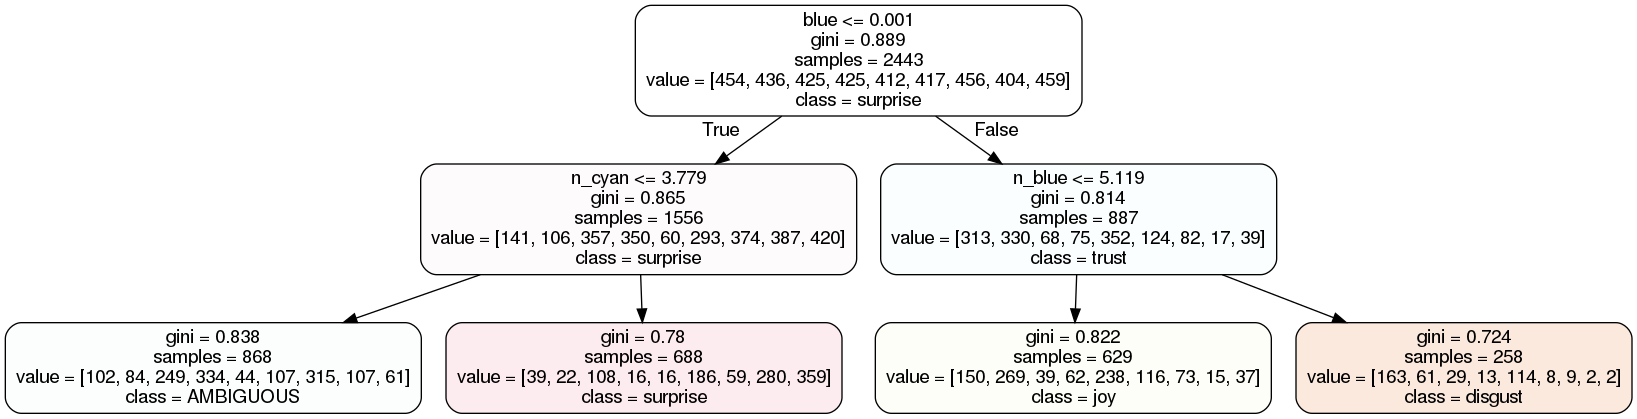 blue <= 0.001
gini = 0.889
samples = 2443
value = [454, 436, 425, 425, 412, 417, 456, 404, 459]
class = surprise
True
False
n_cyan <= 3.779
gini = 0.865
samples = 1556
value = [141, 106, 357, 350, 60, 293, 374, 387, 420]
class = surprise
n_blue <= 5.119
gini = 0.814
samples = 887
value = [313, 330, 68, 75, 352, 124, 82, 17, 39]
class = trust
gini = 0.838
samples = 868
value = [102, 84, 249, 334, 44, 107, 315, 107, 61]
class = AMBIGUOUS
gini = 0.78
samples = 688
value = [39, 22, 108, 16, 16, 186, 59, 280, 359]
class = surprise
gini = 0.822
samples = 629
value = [150, 269, 39, 62, 238, 116, 73, 15, 37]
class = joy
gini = 0.724
samples = 258
value = [163, 61, 29, 13, 114, 8, 9, 2, 2]
class = disgust